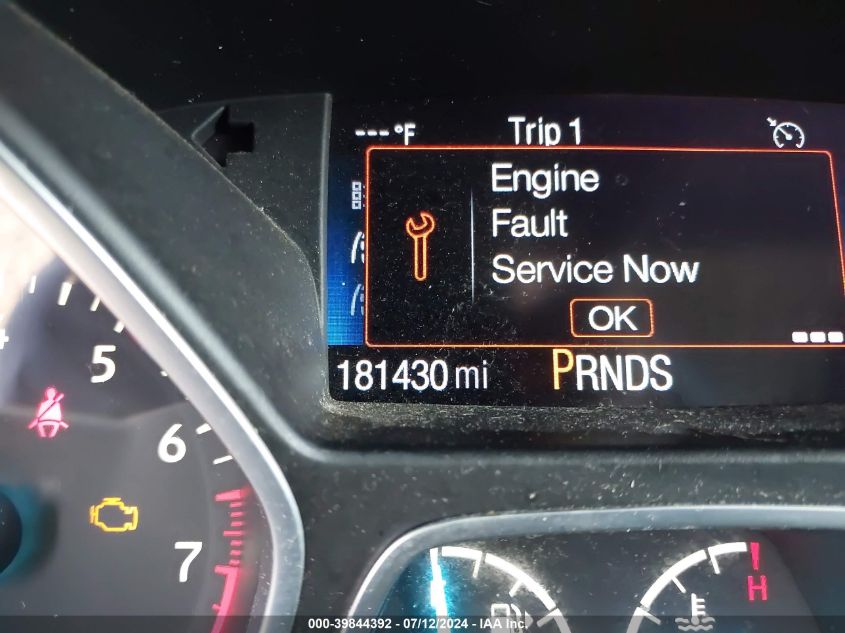 --- °F Trip 1
Engine
Fault
Service Now
OK
181430 mi PRNDS
5
6
7
H
000-39844392 - 07/12/2024 - IAA Inc.